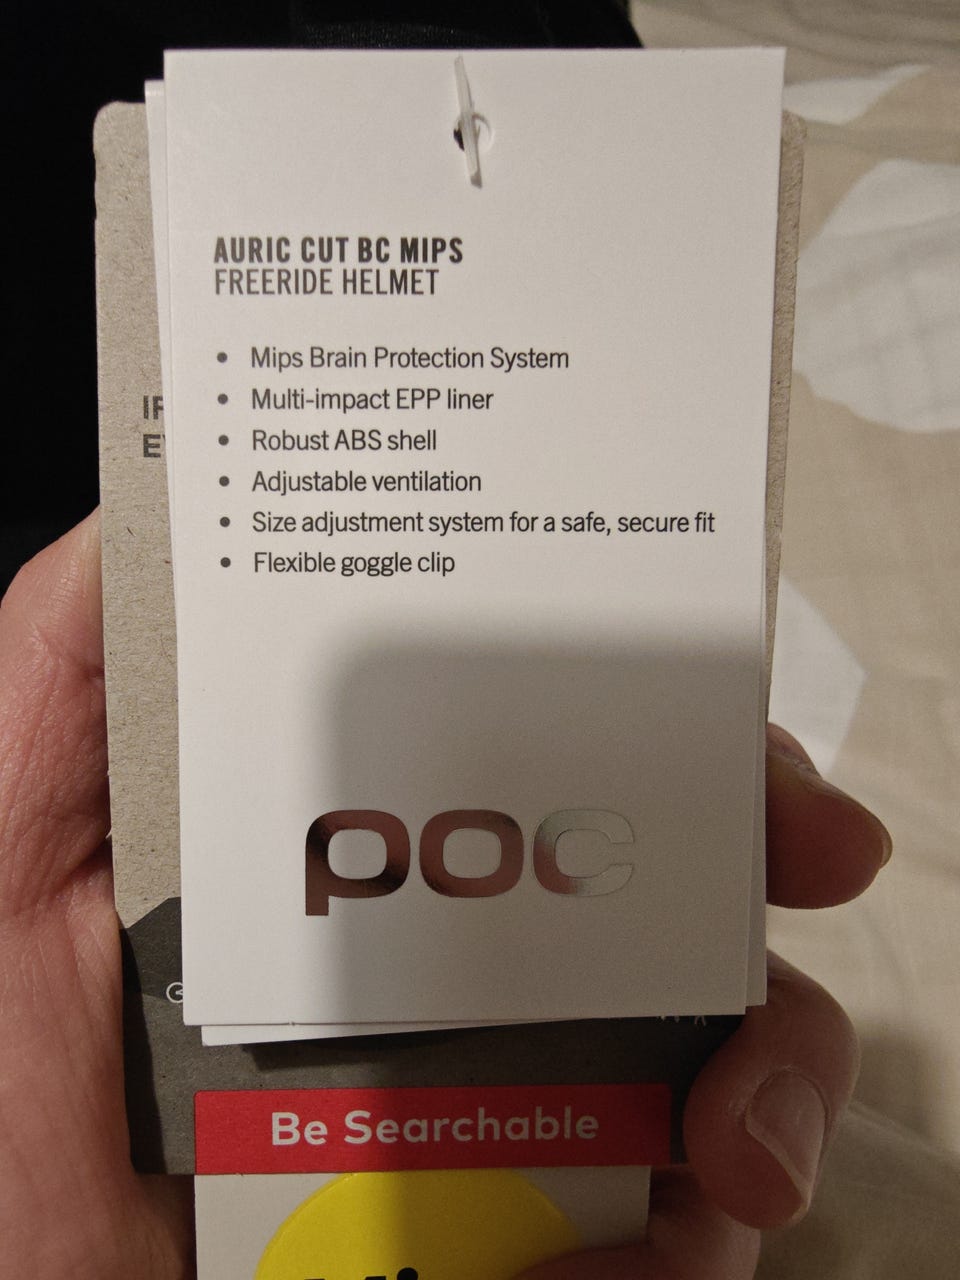 AURIC CUT BC MIPS
FREERIDE HELMET
• Mips Brain Protection System
• Multi-impact EPP liner
• Robust ABS shell
• Adjustable ventilation
• Size adjustment system for a safe, secure fit
• Flexible goggle clip
poc
Be Searchable